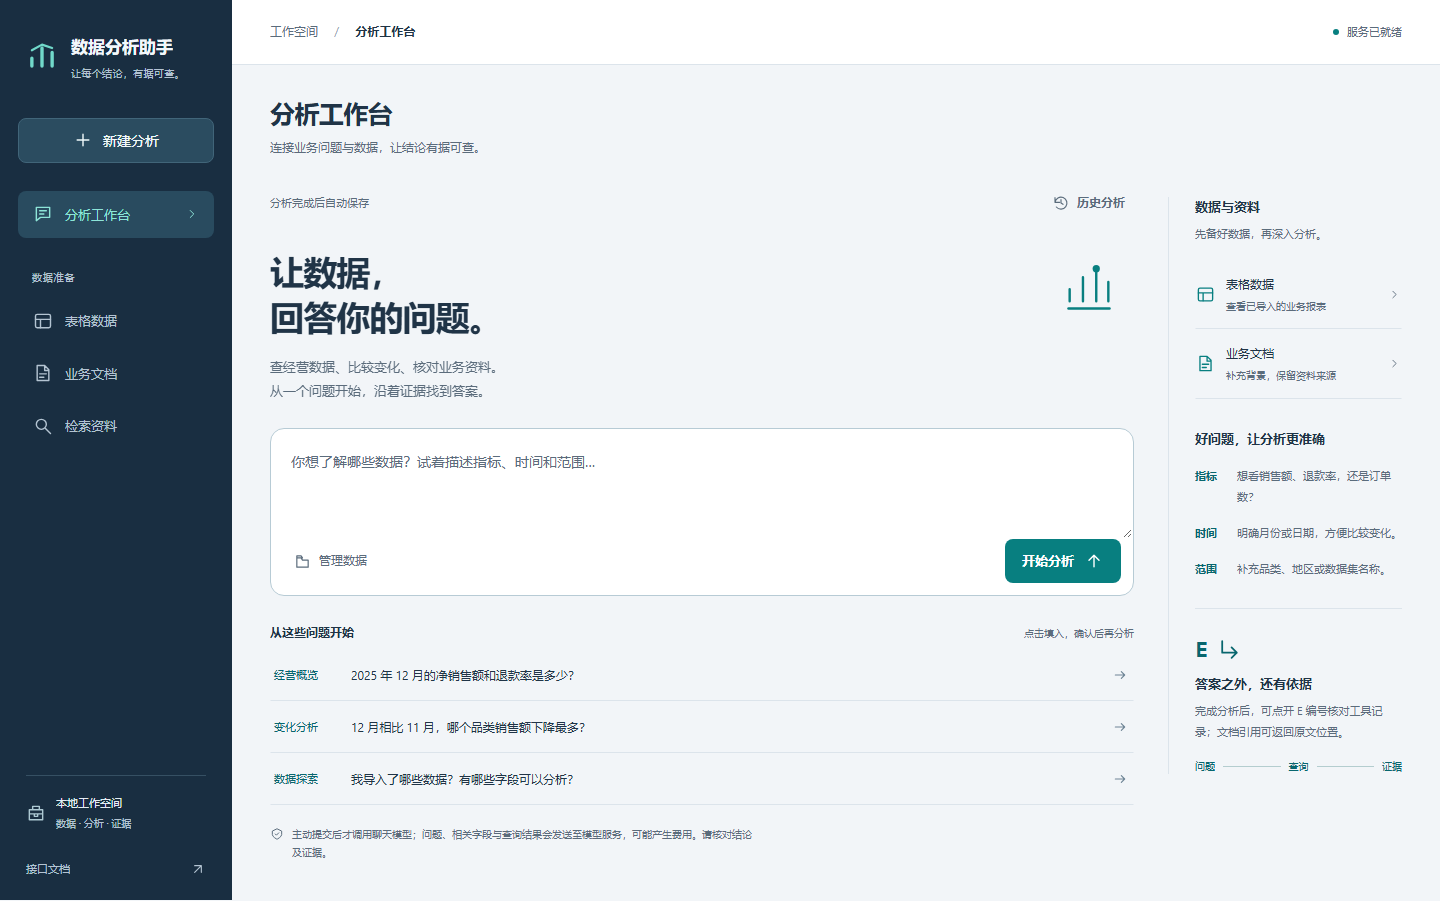 数据分析助手
让每个结论，有据可查。
新建分析
分析工作台
数据准备
表格数据
业务文档
检索资料
本地工作空间
数据 · 分析 · 证据
接口文档
工作空间 / 分析工作台
服务已就绪
分析工作台
连接业务问题与数据，让结论有据可查。
分析完成后自动保存
历史分析
让数据，
回答你的问题。
查经营数据、比较变化、核对业务资料。
从一个问题开始，沿着证据找到答案。
你想了解哪些数据？试着描述指标、时间和范围...
管理数据
开始分析
从这些问题开始
点击填入，确认后再分析
经营概览 2025 年 12 月的净销售额和退款率是多少？
变化分析 12 月相比 11 月，哪个品类销售额下降最多？
数据探索 我导入了哪些数据？有哪些字段可以分析？
主动提交后才调用聊天模型；问题、相关字段与查询结果会发送至模型服务，可能产生费用。请核对结论
及证据。
数据与资料
先备好数据，再深入分析。
表格数据
查看已导入的业务报表
业务文档
补充背景，保留资料来源
好问题，让分析更准确
指标 想看销售额、退款率，还是订单
数？
时间 明确月份或日期，方便比较变化。
范围 补充品类、地区或数据集名称。
E
答案之外，还有依据
完成分析后，可点开 E 编号核对工具记
录；文档引用可返回原文位置。
问题 查询 证据